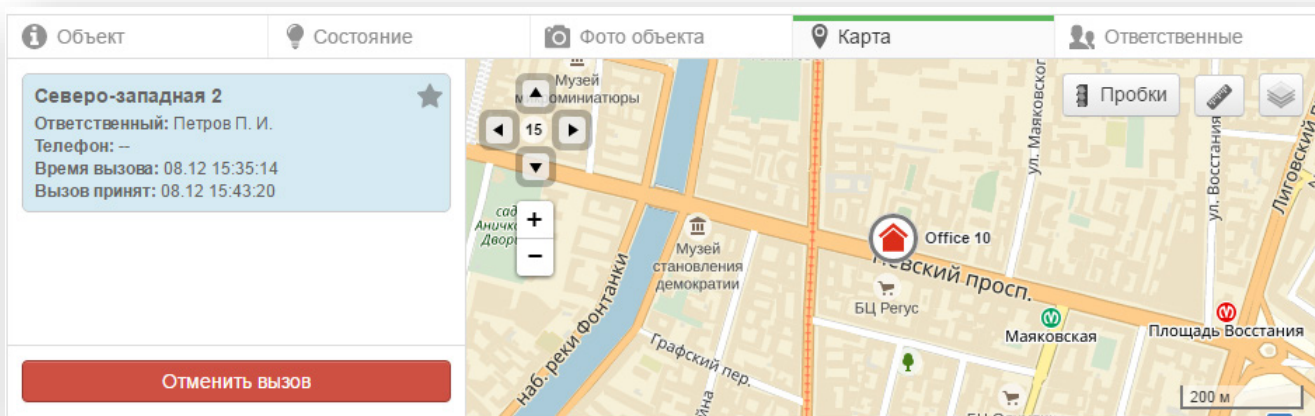 Объект
Состояние
Фото объекта
Карта
Ответственные
Северо-западная 2
Ответственный: Петров П. И.
Телефон: --
Время вызова: 08.12 15:35:14
Вызов принят: 08.12 15:43:20
Отменить вызов
Музей
15
+
−
сад
наб. реки Фонтанки
Музей
становления
демократии
Графский пер.
Office 10
Невский просп.
БЦ Регус
Маяковская
Площадь Восстания
ул. Маяковског
ул. Восстания
Лиговский
Пробки
200 м